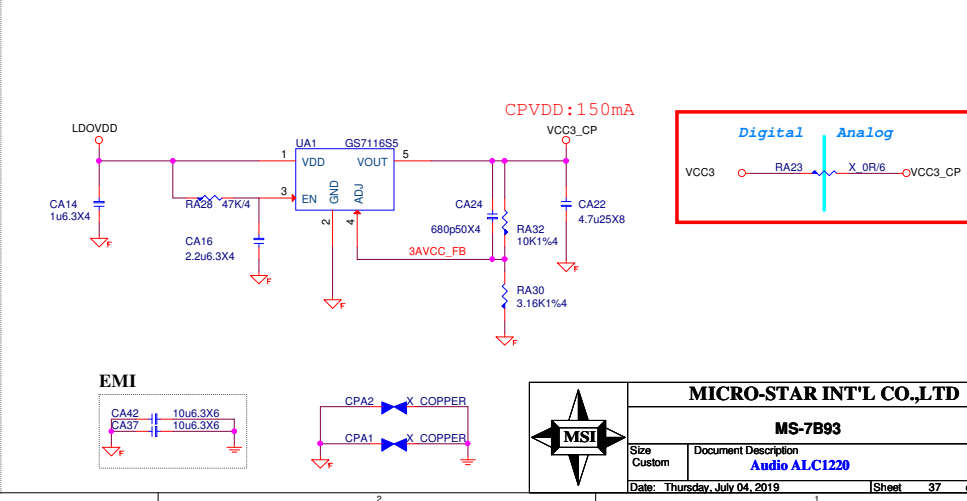 CPVDD:150mA
LDOVDD
VCC3_CP
UA1
GS7116S5
1
VDD
VOUT
5
3
EN
GND
ADJ
2
4
RA28
47K/4
CA14
1u6.3X4
CA16
2.2u6.3X4
CA24
680p50X4
RA32
10K1%4
CA22
4.7u25X8
3AVCC_FB
RA30
3.16K1%4
F
F
F
F
F
Digital
Analog
VCC3
RA23
X_0R/6
VCC3_CP
EMI
CA42
10u6.3X6
CA37
10u6.3X6
F
CPA2
X_COPPER
CPA1
X_COPPER
F
MSI
MICRO-STAR INT'L CO.,LTD
MS-7B93
Size
Custom
Document Description
Audio ALC1220
Date: Thursday, July 04, 2019
Sheet 37
2
1